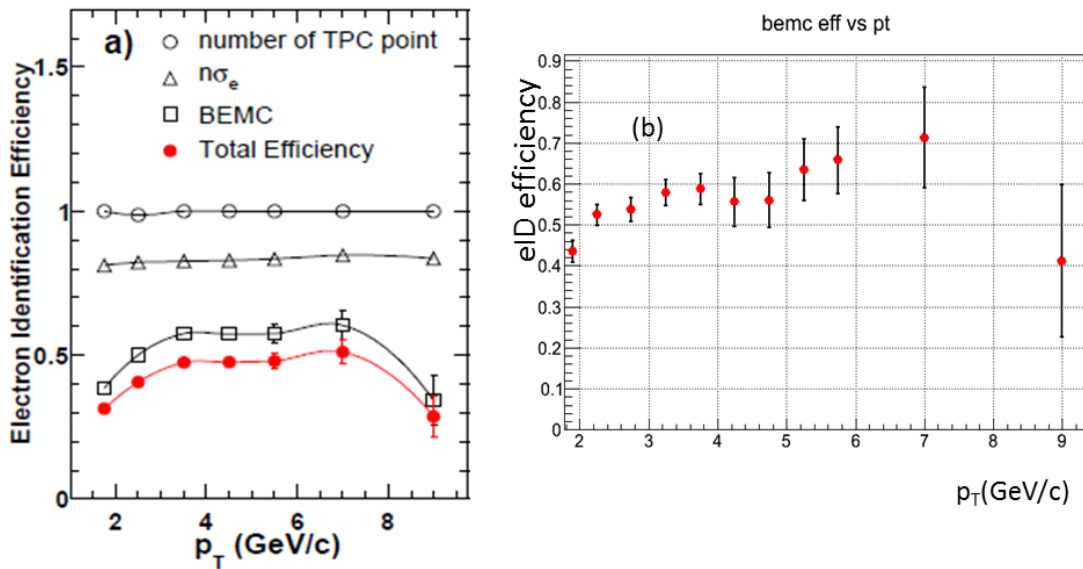 a)
number of TPC point
nσe
BEMC
Total Efficiency
Electron Identification Efficiency
1.5
1
0.5
0
2 4 6 8
pT (GeV/c)
bemc eff vs pt
(b)
eID efficiency
0.9
0.8
0.7
0.6
0.5
0.4
0.3
0.2
0.1
0
2 3 4 5 6 7 8 9
pT(GeV/c)